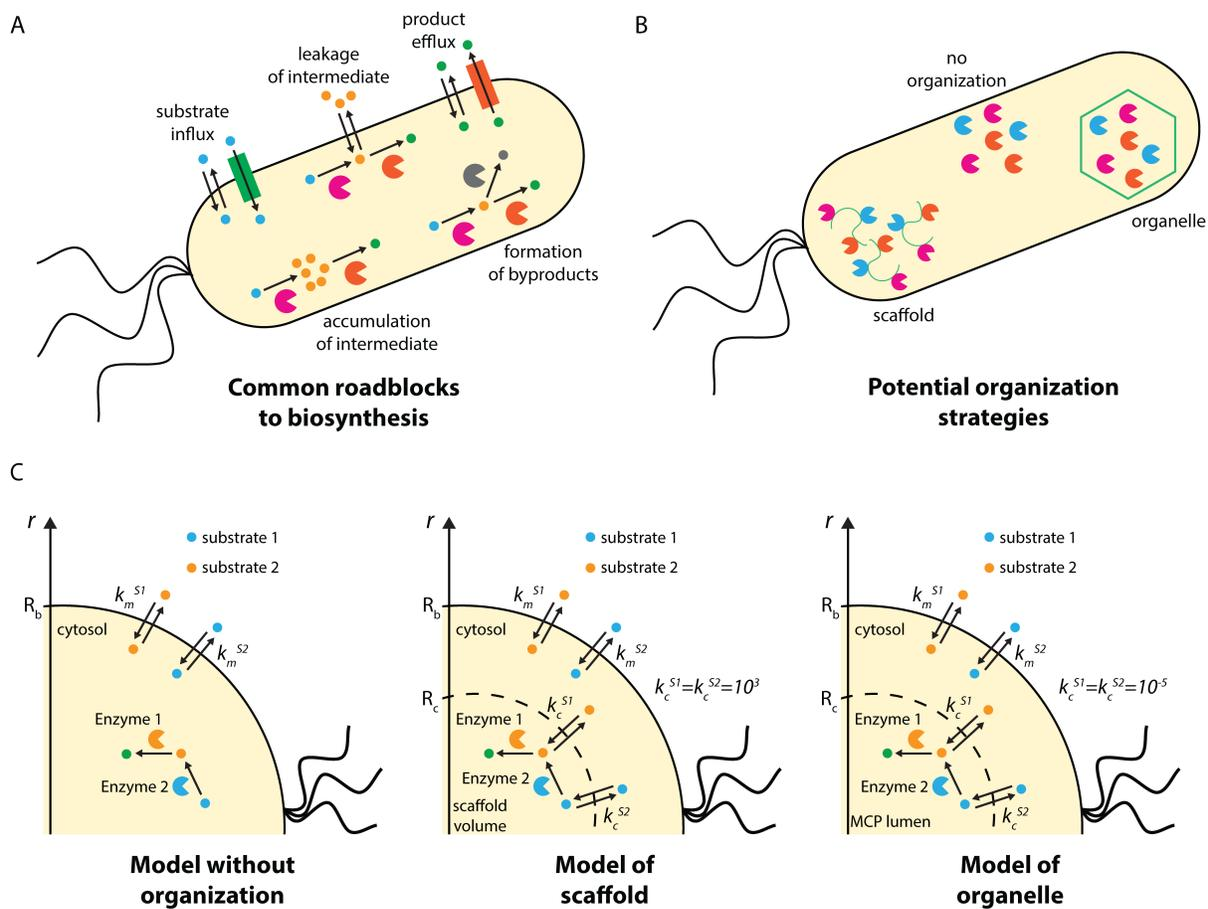 A
product
efflux
leakage
of intermediate
substrate
influx
formation
of byproducts
accumulation
of intermediate
Common roadblocks
to biosynthesis
B
no
organization
organelle
scaffold
Potential organization
strategies
C
r
substrate 1
substrate 2
k_m^S1
R_b
cytosol
k_m^S2
Enzyme 1
Enzyme 2
Model without
organization
r
substrate 1
substrate 2
k_m^S1
R_b
cytosol
k_m^S2
k_c^S1=k_c^S2=10^3
R_c
k_c^S1
Enzyme 1
Enzyme 2
scaffold
volume
k_c^S2
Model of
scaffold
r
substrate 1
substrate 2
k_m^S1
R_b
cytosol
k_m^S2
k_c^S1=k_c^S2=10^-5
R_c
k_c^S1
Enzyme 1
Enzyme 2
MCP lumen
k_c^S2
Model of
organelle